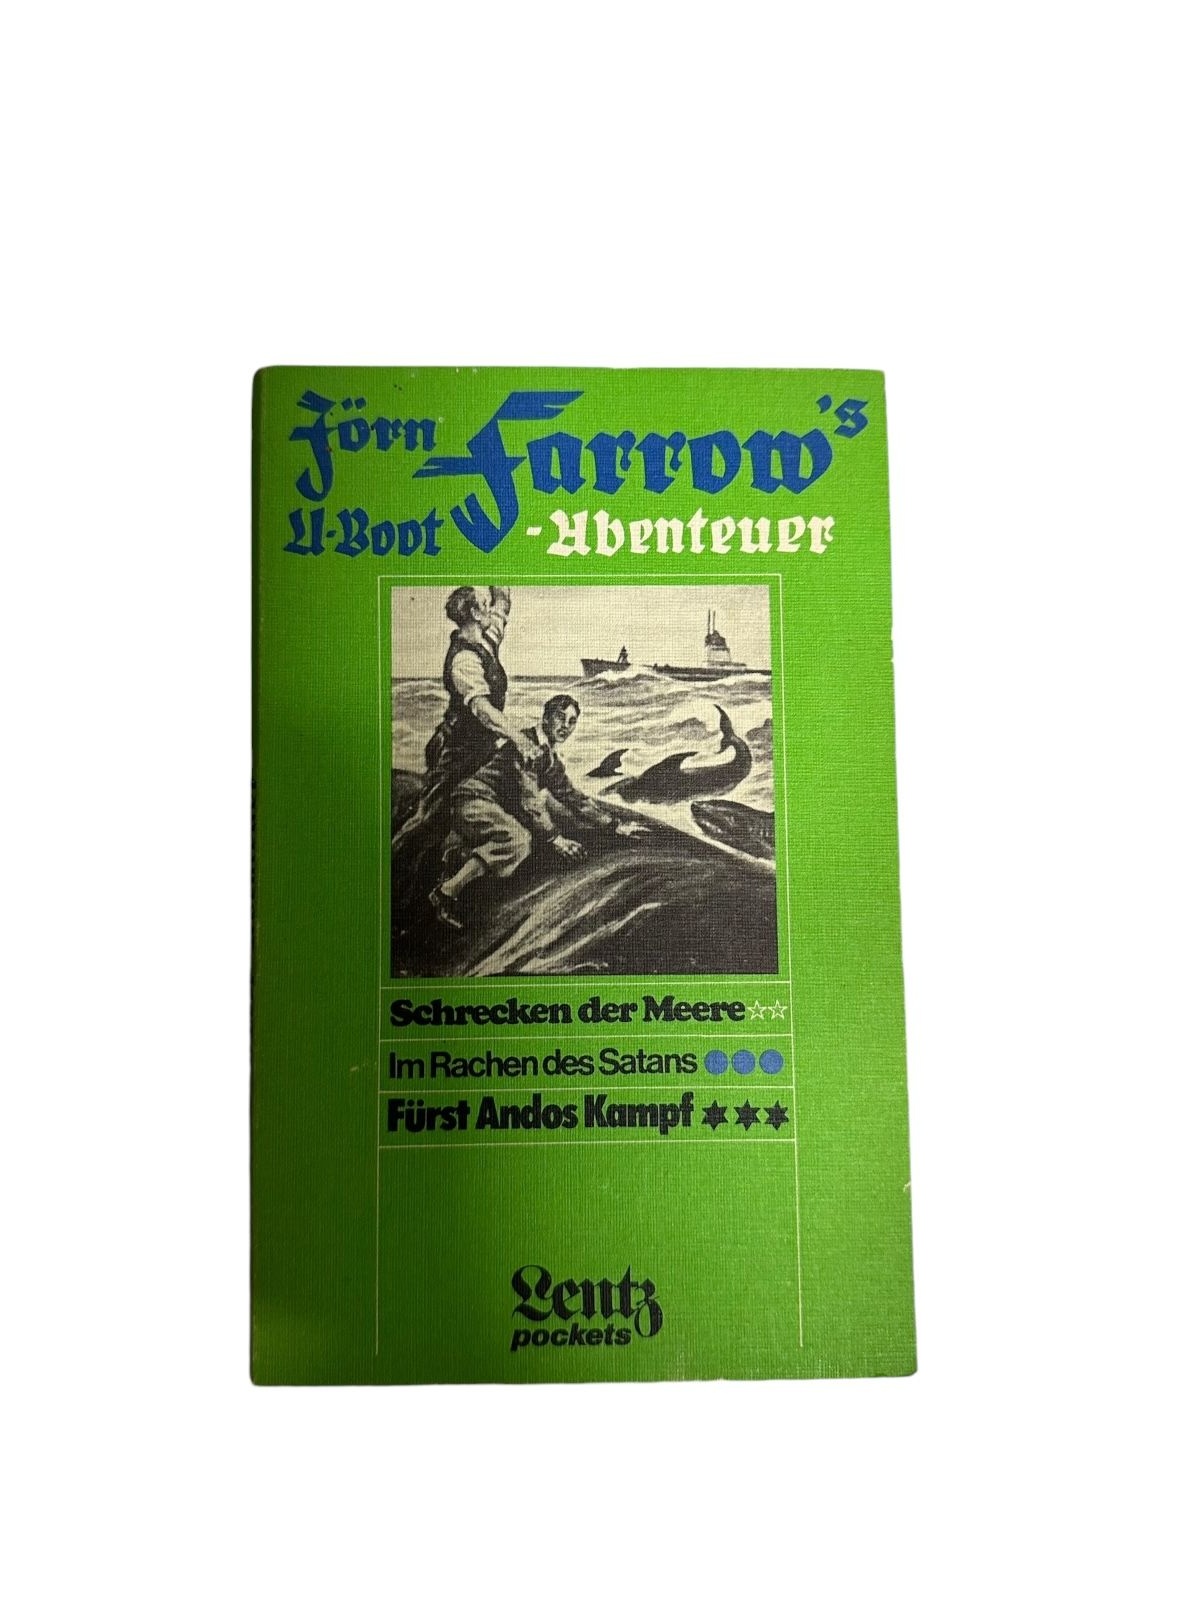 Jörn Farrow's
U-Boot-Abenteuer
Schrecken der Meere☆☆
Im Rachen des Satans ●●●
Fürst Andos Kampf ✶✶✶
Lentz
pockets